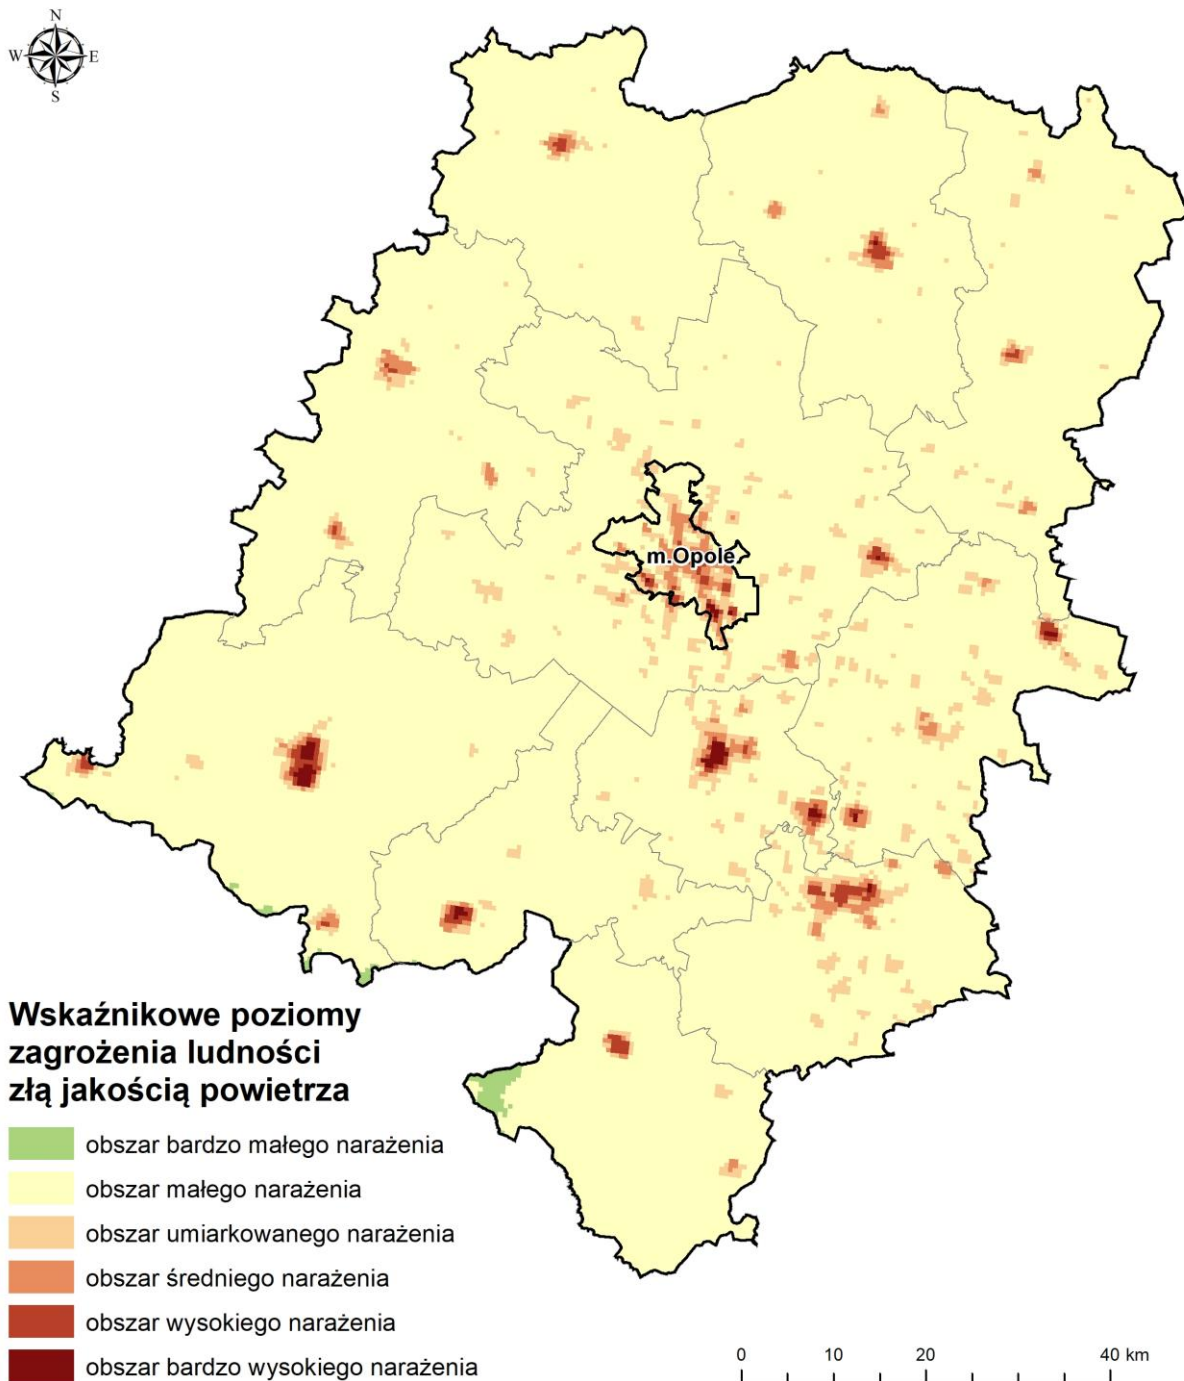 N
W E
S
m.Opole
Wskaźnikowe poziomy
zagrożenia ludności
złą jakością powietrza
obszar bardzo małego narażenia
obszar małego narażenia
obszar umiarkowanego narażenia
obszar średniego narażenia
obszar wysokiego narażenia
obszar bardzo wysokiego narażenia
0 10 20 40 km